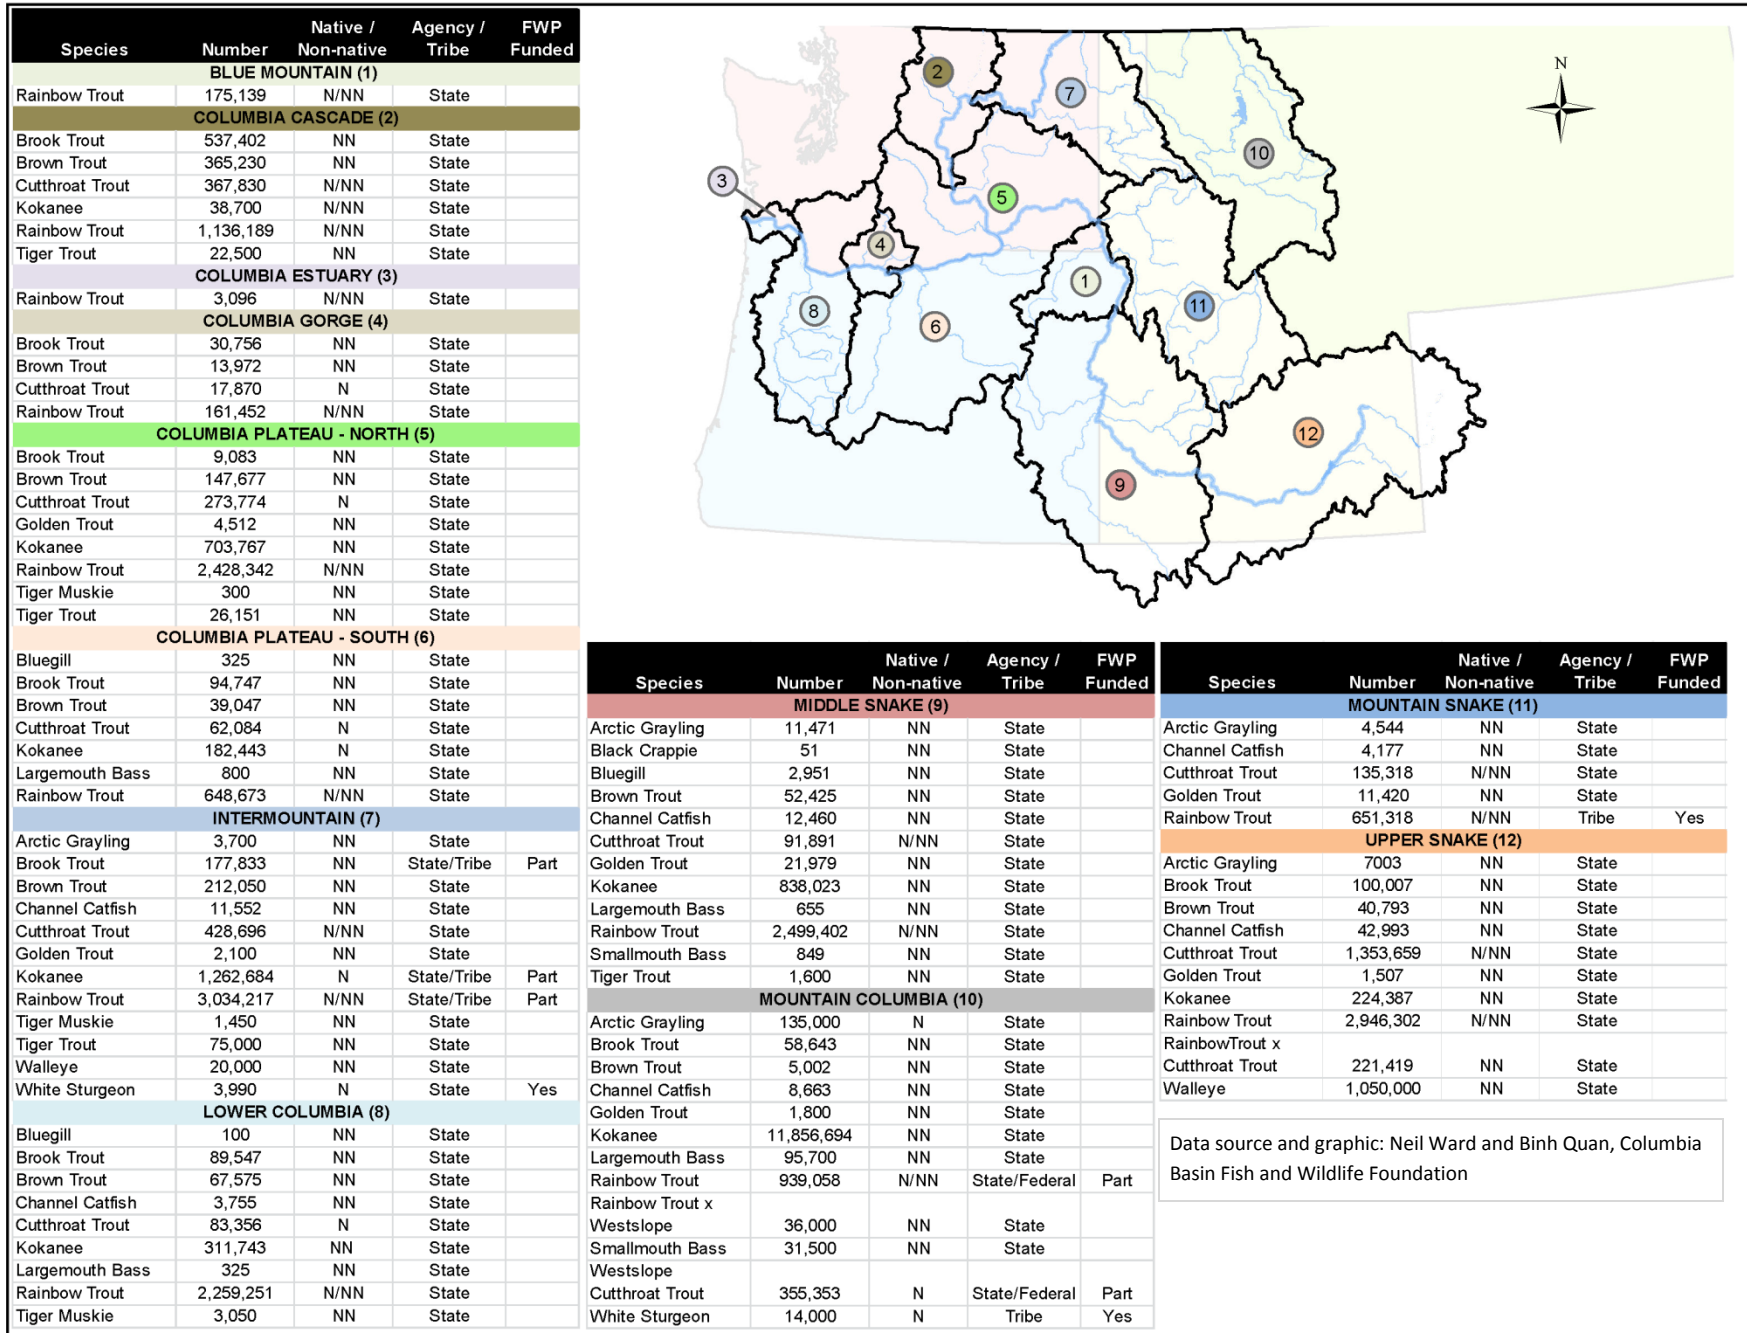 Species Number Native / Non-native Agency / Tribe FWP Funded
BLUE MOUNTAIN (1)
Rainbow Trout 175,139 N/NN State
COLUMBIA CASCADE (2)
Brook Trout 537,402 NN State
Brown Trout 365,230 NN State
Cutthroat Trout 367,830 N/NN State
Kokanee 38,700 N/NN State
Rainbow Trout 1,136,189 N/NN State
Tiger Trout 22,500 NN State
COLUMBIA ESTUARY (3)
Rainbow Trout 3,096 N/NN State
COLUMBIA GORGE (4)
Brook Trout 30,756 NN State
Brown Trout 13,972 NN State
Cutthroat Trout 17,870 N State
Rainbow Trout 161,452 N/NN State
COLUMBIA PLATEAU - NORTH (5)
Brook Trout 9,083 NN State
Brown Trout 147,677 NN State
Cutthroat Trout 273,774 N State
Golden Trout 4,512 NN State
Kokanee 703,767 NN State
Rainbow Trout 2,428,342 N/NN State
Tiger Muskie 300 NN State
Tiger Trout 26,151 NN State
COLUMBIA PLATEAU - SOUTH (6)
Bluegill 325 NN State
Brook Trout 94,747 NN State
Brown Trout 39,047 NN State
Cutthroat Trout 62,084 N State
Kokanee 182,443 N State
Largemouth Bass 800 NN State
Rainbow Trout 648,673 N/NN State
INTERMOUNTAIN (7)
Arctic Grayling 3,700 NN State
Brook Trout 177,833 NN State/Tribe Part
Brown Trout 212,050 NN State
Channel Catfish 11,552 NN State
Cutthroat Trout 428,696 N/NN State
Golden Trout 2,100 NN State
Kokanee 1,262,684 N State/Tribe Part
Rainbow Trout 3,034,217 N/NN State/Tribe Part
Tiger Muskie 1,450 NN State
Tiger Trout 75,000 NN State
Walleye 20,000 NN State
White Sturgeon 3,990 N State Yes
LOWER COLUMBIA (8)
Bluegill 100 NN State
Brook Trout 89,547 NN State
Brown Trout 67,575 NN State
Channel Catfish 3,755 NN State
Cutthroat Trout 83,356 N State
Kokanee 311,743 NN State
Largemouth Bass 325 NN State
Rainbow Trout 2,259,251 N/NN State
Tiger Muskie 3,050 NN State
N
2
7
10
3
5
4
1
8
6
11
12
9
Species Number Native / Non-native Agency / Tribe FWP Funded
MIDDLE SNAKE (9)
Arctic Grayling 11,471 NN State
Black Crappie 51 NN State
Bluegill 2,951 NN State
Brown Trout 52,425 NN State
Channel Catfish 12,460 NN State
Cutthroat Trout 91,891 N/NN State
Golden Trout 21,979 NN State
Kokanee 838,023 NN State
Largemouth Bass 655 NN State
Rainbow Trout 2,499,402 N/NN State
Smallmouth Bass 849 NN State
Tiger Trout 1,600 NN State
MOUNTAIN COLUMBIA (10)
Arctic Grayling 135,000 N State
Brook Trout 58,643 NN State
Brown Trout 5,002 NN State
Channel Catfish 8,663 NN State
Golden Trout 1,800 NN State
Kokanee 11,856,694 NN State
Largemouth Bass 95,700 NN State
Rainbow Trout 939,058 N/NN State/Federal Part
Rainbow Trout x
Westslope 36,000 NN State
Smallmouth Bass 31,500 NN State
Westslope
Cutthroat Trout 355,353 N State/Federal Part
White Sturgeon 14,000 N Tribe Yes
Species Number Native / Non-native Agency / Tribe FWP Funded
MOUNTAIN SNAKE (11)
Arctic Grayling 4,544 NN State
Channel Catfish 4,177 NN State
Cutthroat Trout 135,318 N/NN State
Golden Trout 11,420 NN State
Rainbow Trout 651,318 N/NN Tribe Yes
UPPER SNAKE (12)
Arctic Grayling 7003 NN State
Brook Trout 100,007 NN State
Brown Trout 40,793 NN State
Channel Catfish 42,993 NN State
Cutthroat Trout 1,353,659 N/NN State
Golden Trout 1,507 NN State
Kokanee 224,387 NN State
Rainbow Trout 2,946,302 N/NN State
RainbowTrout x
Cutthroat Trout 221,419 NN State
Walleye 1,050,000 NN State
Data source and graphic: Neil Ward and Binh Quan, Columbia
Basin Fish and Wildlife Foundation